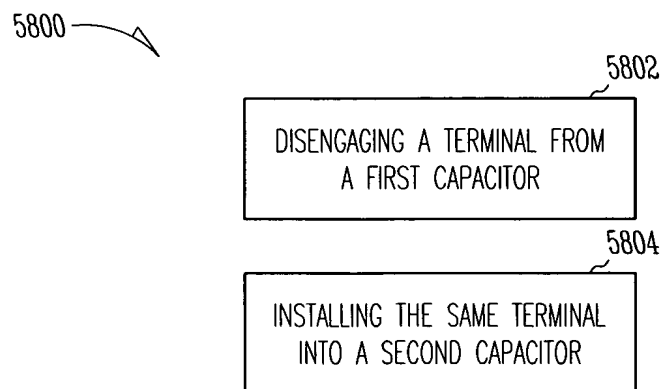 5800
5802
DISENGAGING A TERMINAL FROM
A FIRST CAPACITOR
5804
INSTALLING THE SAME TERMINAL
INTO A SECOND CAPACITOR